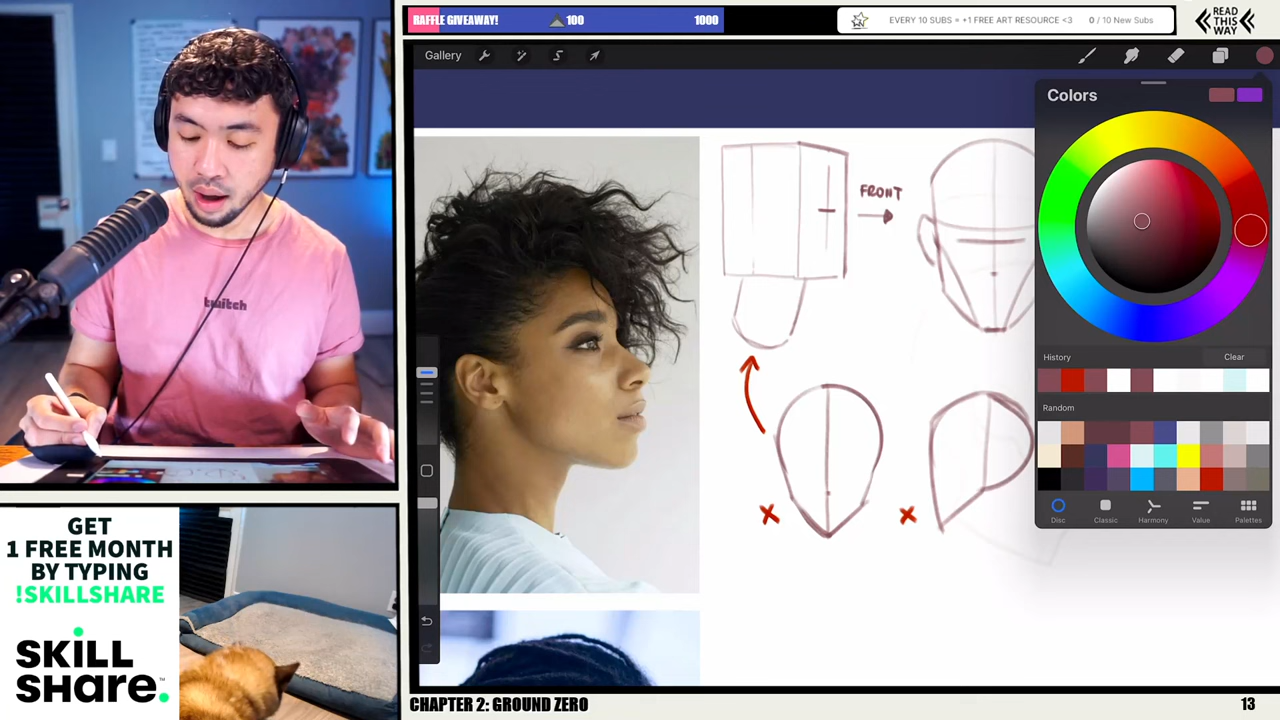 RAFFLE GIVEAWAY! 100 1000
EVERY 10 SUBS = +1 FREE ART RESOURCE <3 0 / 10 New Subs
READ
THIS
WAY
Gallery
Colors
FRONT
twitch
History Clear
Random
Disc Classic Harmony Value Palettes
GET
1 FREE MONTH
BY TYPING
!SKILLSHARE
SKILL
SHARE.
CHAPTER 2: GROUND ZERO 13